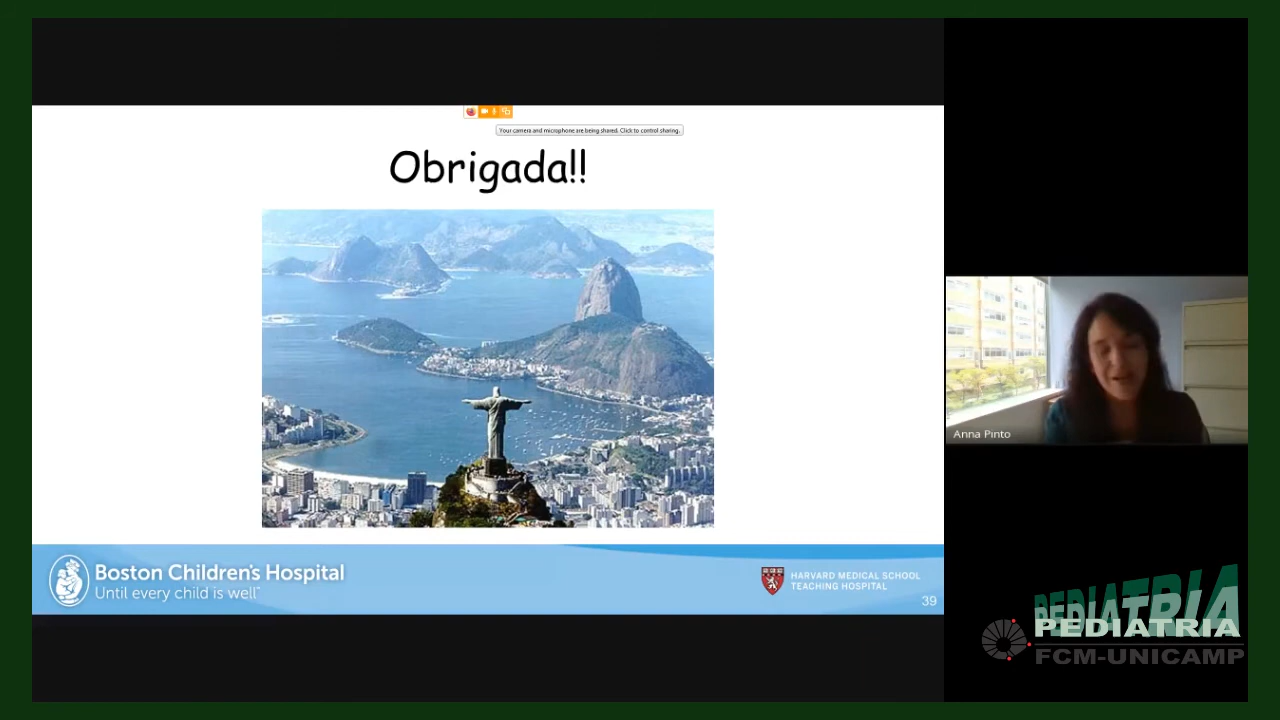 Your camera and microphone are being shared. Click to control sharing.
Obrigada!!
Anna Pinto
Boston Children's Hospital
Until every child is well™
HARVARD MEDICAL SCHOOL
TEACHING HOSPITAL
39
PEDIATRIA
PEDIATRIA
FCM-UNICAMP